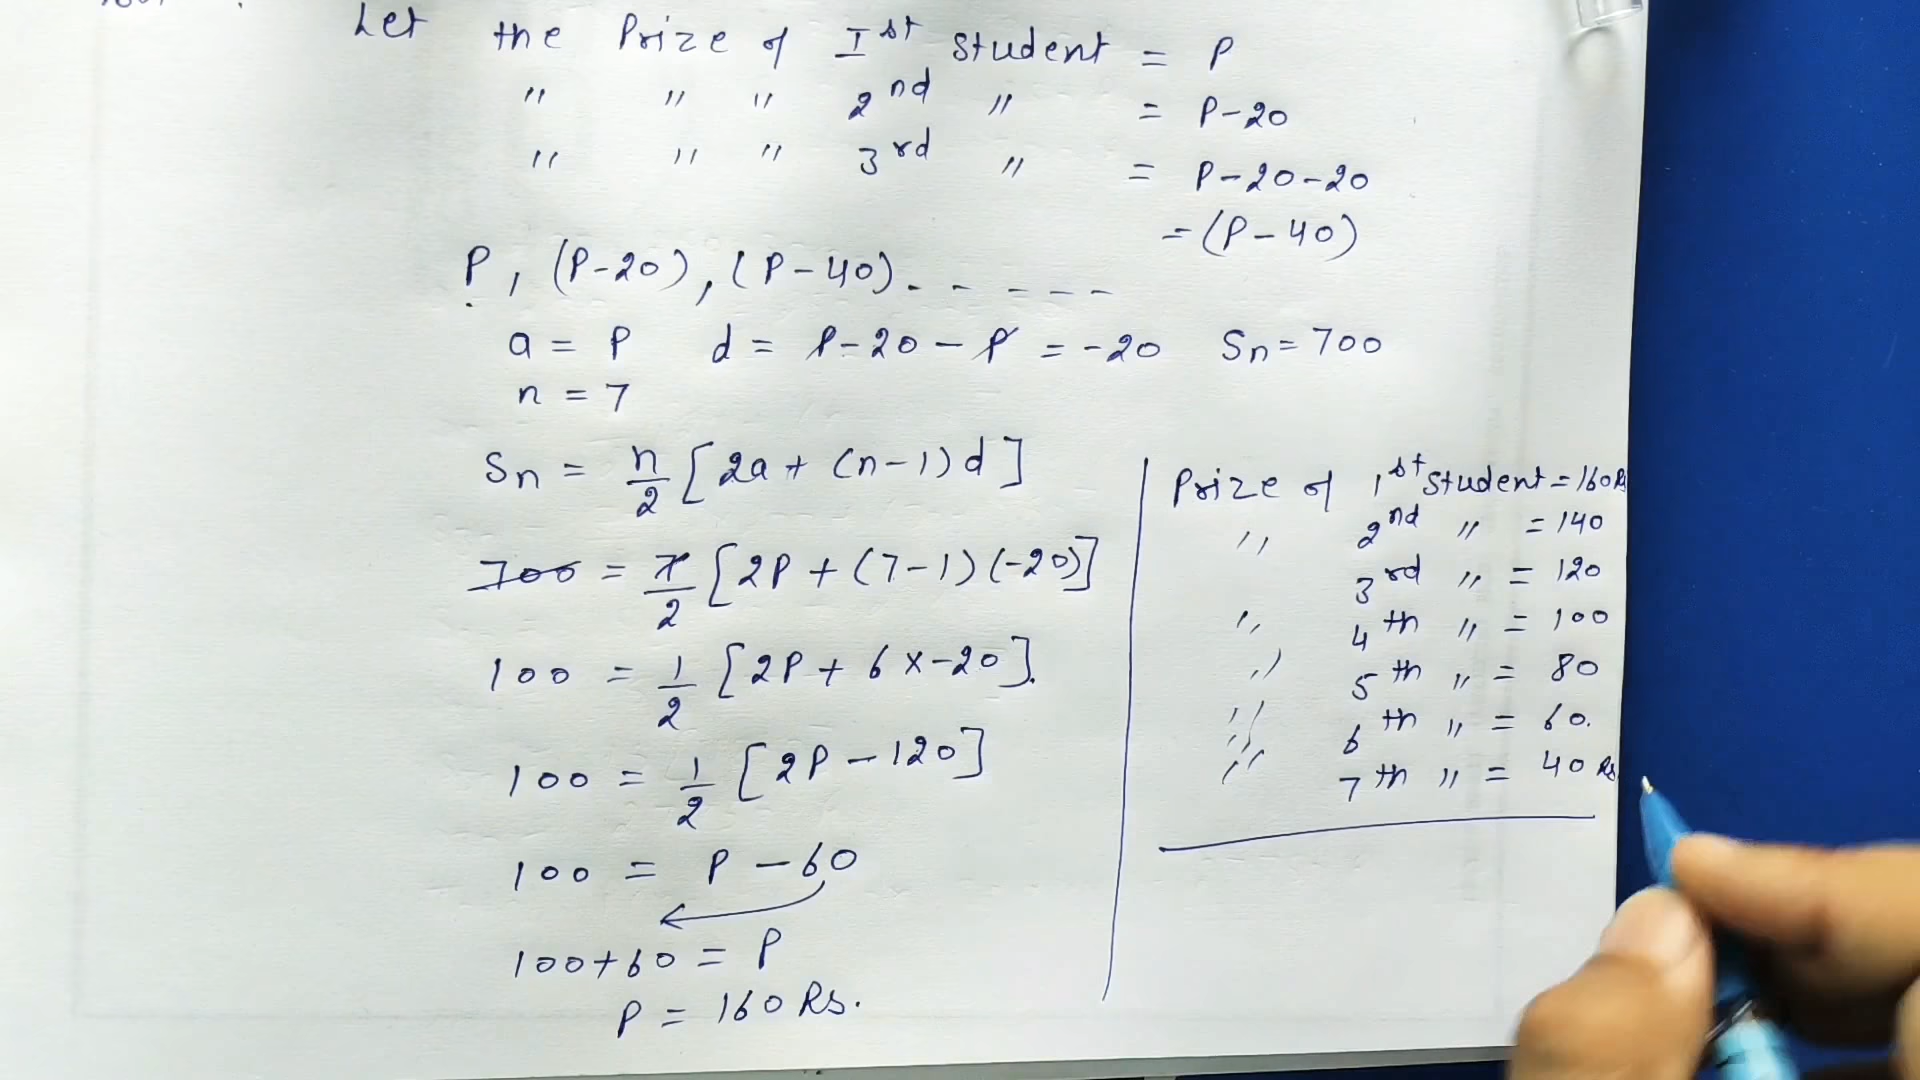 Let the Prize of Ist Student = P
" " " 2nd " = P-20
" " " 3rd " = P-20-20
=(P-40)
P, (P-20), (P-40). - - - - -
a = P d = P-20-P = -20 Sn=700
n = 7
Sn = n/2 [2a+ (n-1)d]
700 = 7/2 [2P+(7-1)(-20)]
100 = 1/2 [2P+ 6x-20].
100 = 1/2 [2P-120]
100 = P-60
100+60 = P
P = 160 Rs.
Prize of 1st Student=160Rs
" 2nd " =140
3rd " = 120
" 4th " = 100
" 5th " = 80
" 6th " = 60.
" 7th " = 40 Rs.